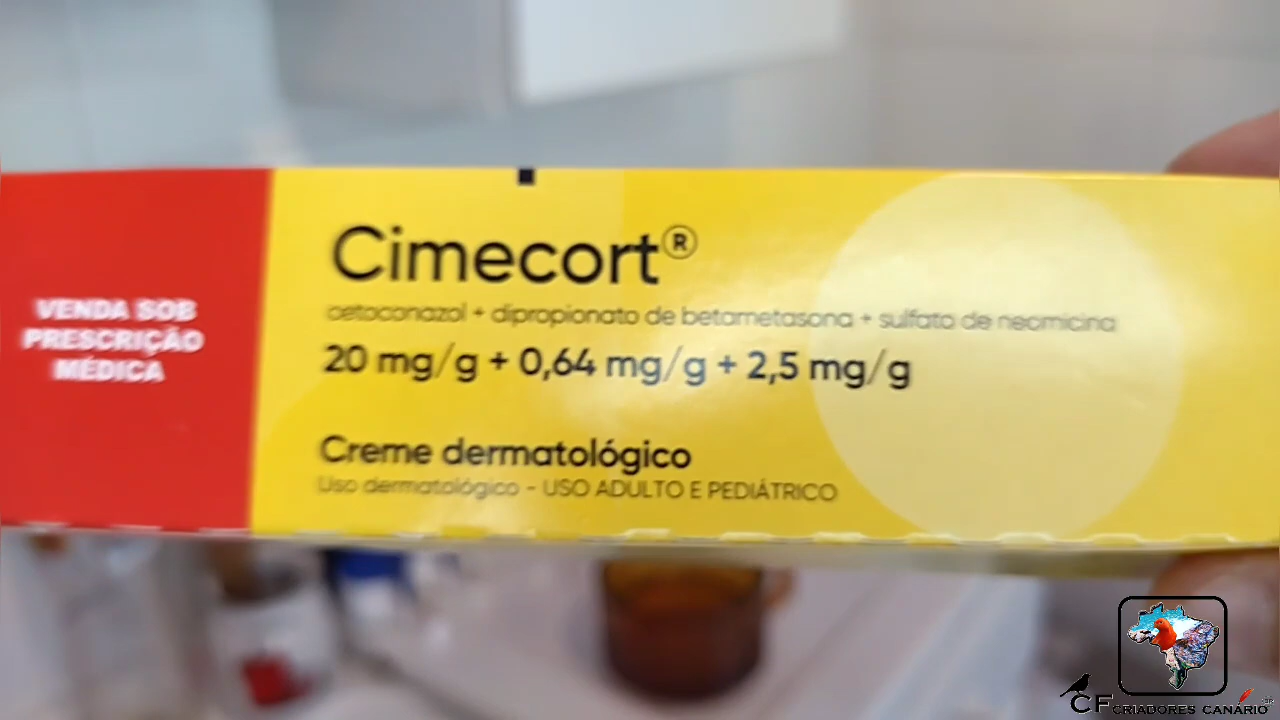 VENDA SOB
PRESCRIÇÃO
MÉDICA
Cimecort®
cetoconazol + dipropionato de betametasona + sulfato de neomicina
20 mg/g + 0,64 mg/g + 2,5 mg/g
Creme dermatológico
Uso dermatológico - USO ADULTO E PEDIÁTRICO
CF CRIADORES CANÁRIO